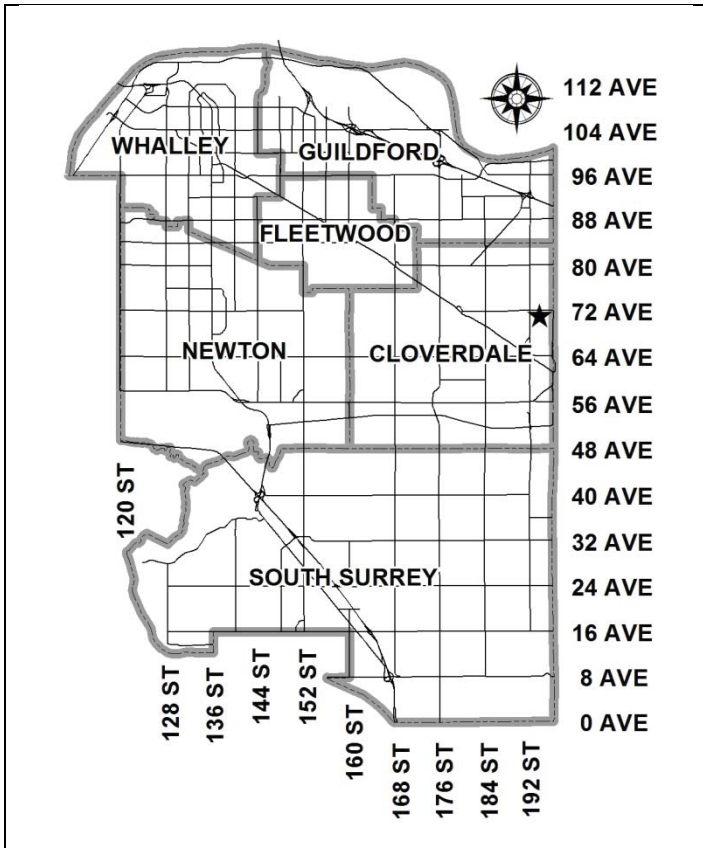 112 AVE
104 AVE
WHALLEY
GUILDFORD
96 AVE
88 AVE
FLEETWOOD
80 AVE
72 AVE
NEWTON
CLOVERDALE
64 AVE
56 AVE
48 AVE
120 ST
40 AVE
32 AVE
SOUTH SURREY
24 AVE
16 AVE
8 AVE
0 AVE
128 ST
136 ST
144 ST
152 ST
160 ST
168 ST
176 ST
184 ST
192 ST